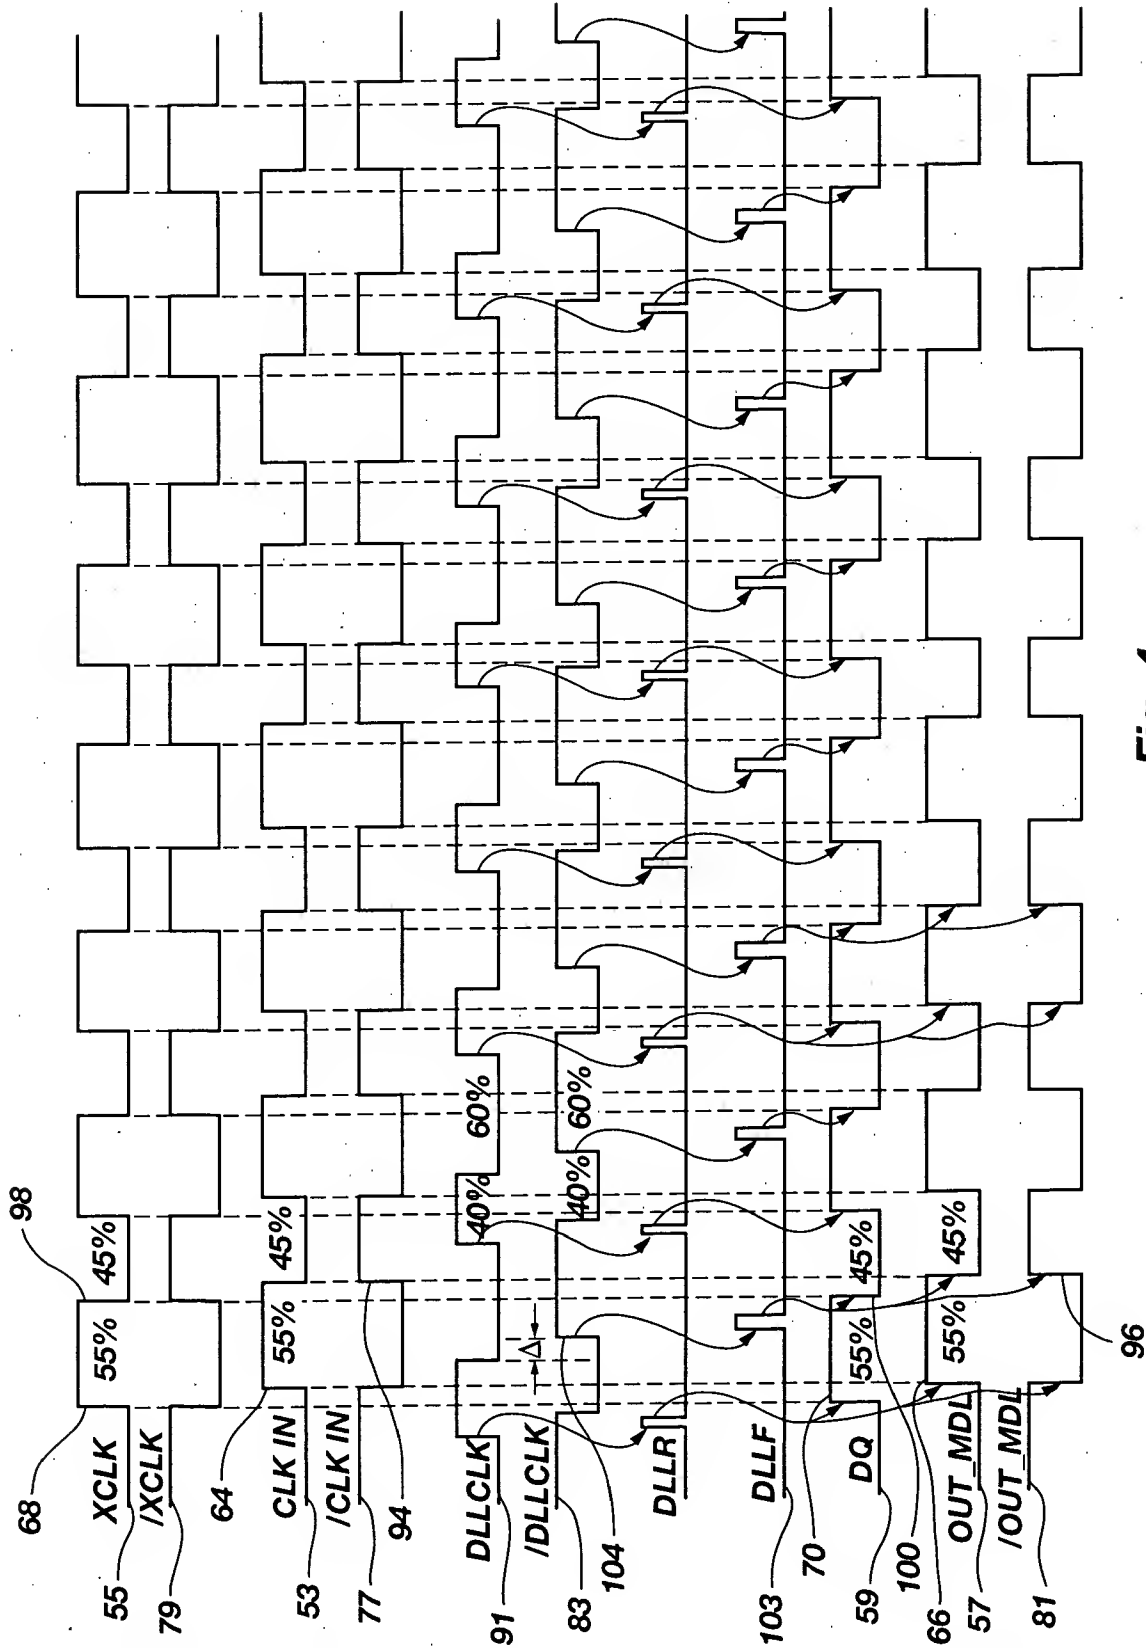 68
98
55
XCLK
55%
45%
79
/XCLK
64
53
CLK IN
55%
45%
77
/CLK IN
94
91
DLLCLK
40%
60%
83
/DLLCLK
Δ
40%
60%
104
DLLR
103
DLLF
70
59
DQ
55%
45%
100
66
57
OUT_MDL
55%
45%
81
/OUT_MDL
96